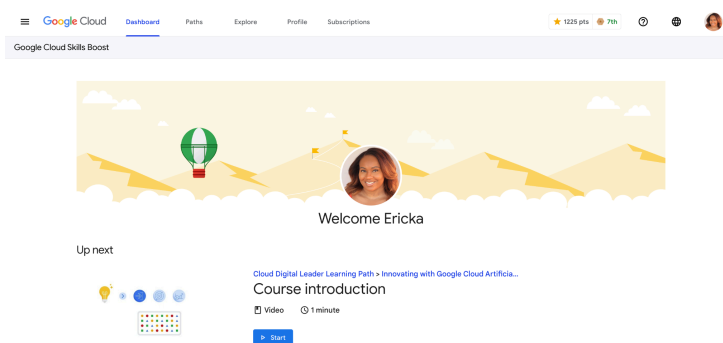 Google Cloud Dashboard Paths Explore Profile Subscriptions 1225 pts 7th
Google Cloud Skills Boost
Welcome Ericka
Up next
Cloud Digital Leader Learning Path > Innovating with Google Cloud Artificia...
Course introduction
Video 1 minute
Start